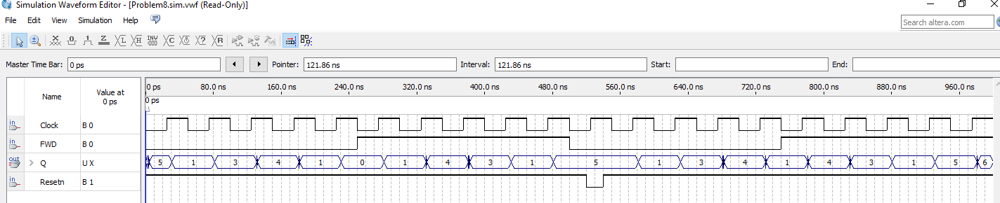 Simulation Waveform Editor - [Problem8.sim.vwf (Read-Only)]
File Edit View Simulation Help
Search altera.com
Master Time Bar: 0 ps Pointer: 121.86 ns Interval: 121.86 ns Start: End:
Name Value at 0 ps
0 ps 80.0 ns 160.0 ns 240.0 ns 320.0 ns 400.0 ns 480.0 ns 560.0 ns 640.0 ns 720.0 ns 800.0 ns 880.0 ns 960.0 ns
0 ps
in Clock B 0
in FWD B 0
out Q U X 5 1 3 4 1 0 1 4 3 1 5 1 3 4 1 4 3 1 5 6
in Resetn B 1